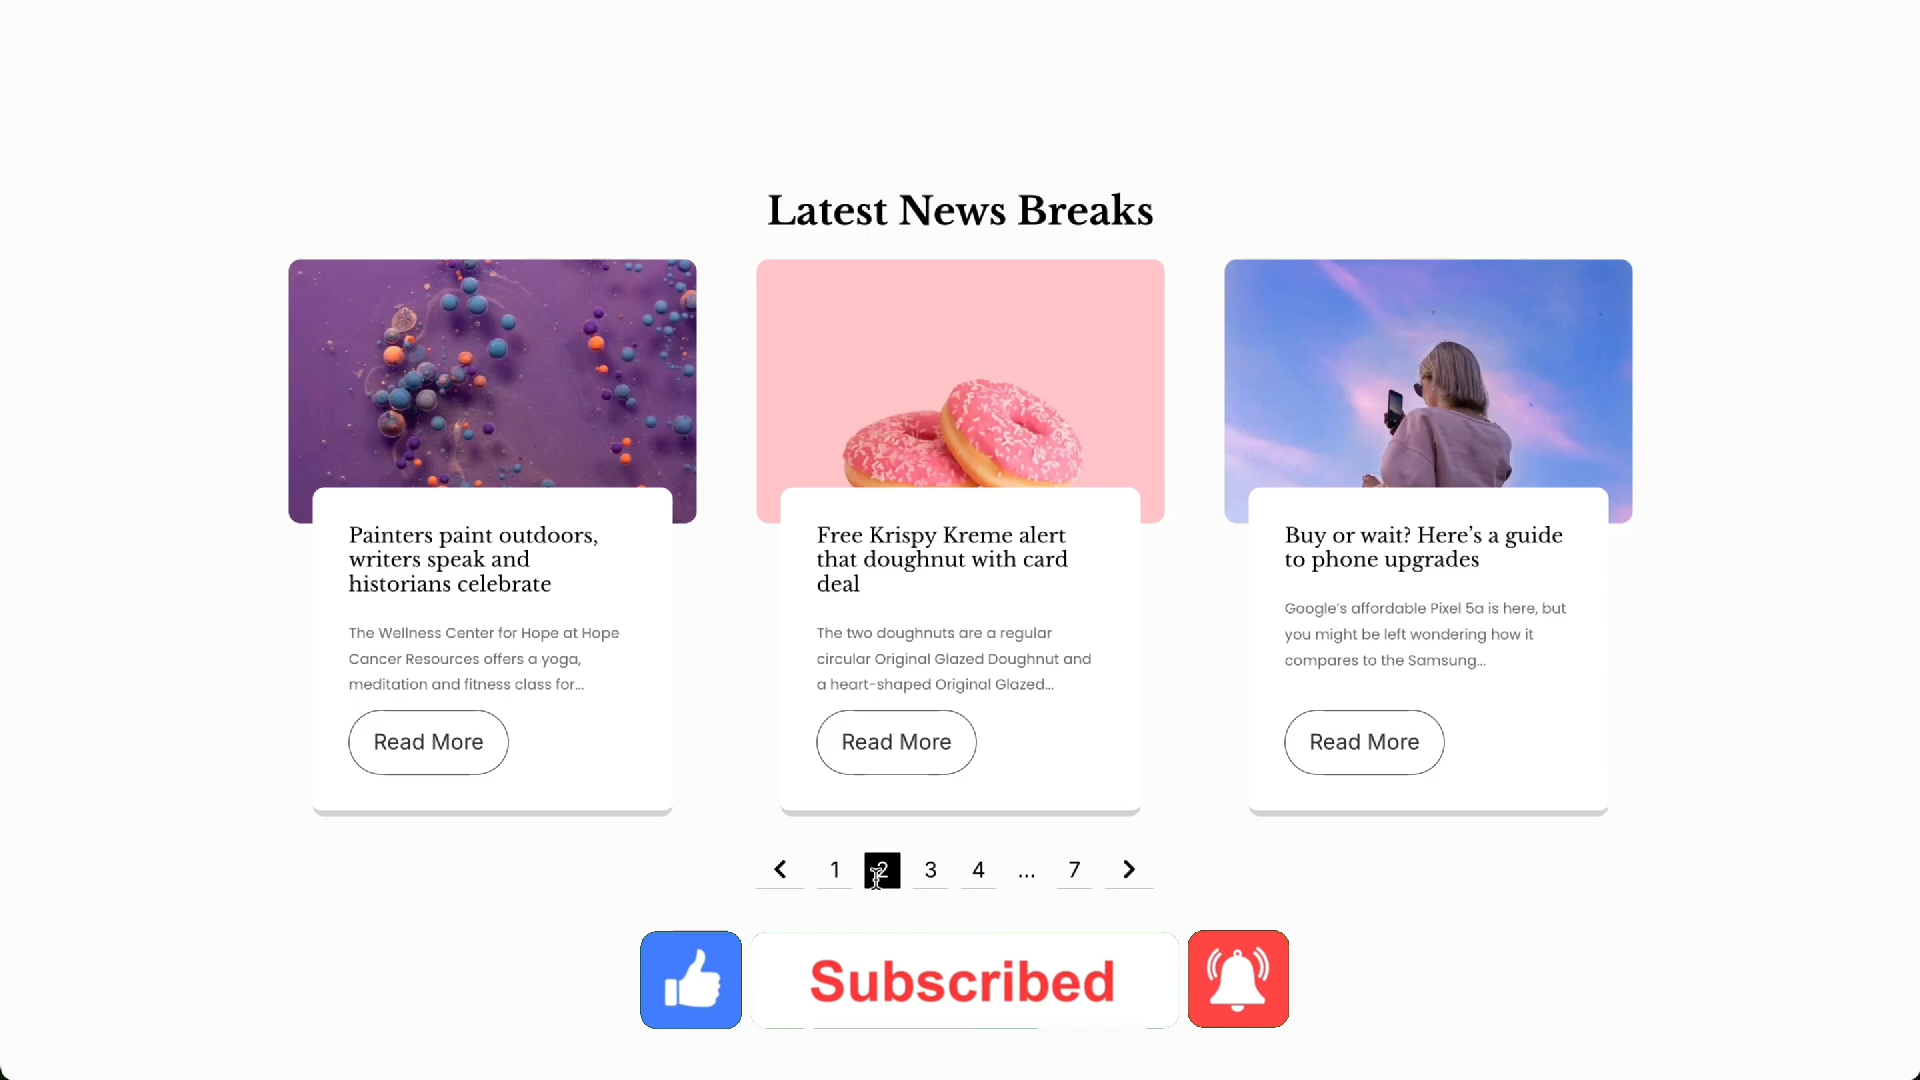 Latest News Breaks
Painters paint outdoors,
writers speak and
historians celebrate
The Wellness Center for Hope at Hope
Cancer Resources offers a yoga,
meditation and fitness class for...
Read More
Free Krispy Kreme alert
that doughnut with card
deal
The two doughnuts are a regular
circular Original Glazed Doughnut and
a heart-shaped Original Glazed...
Read More
Buy or wait? Here’s a guide
to phone upgrades
Google’s affordable Pixel 5a is here, but
you might be left wondering how it
compares to the Samsung...
Read More
1 2 3 4 ... 7
Subscribed